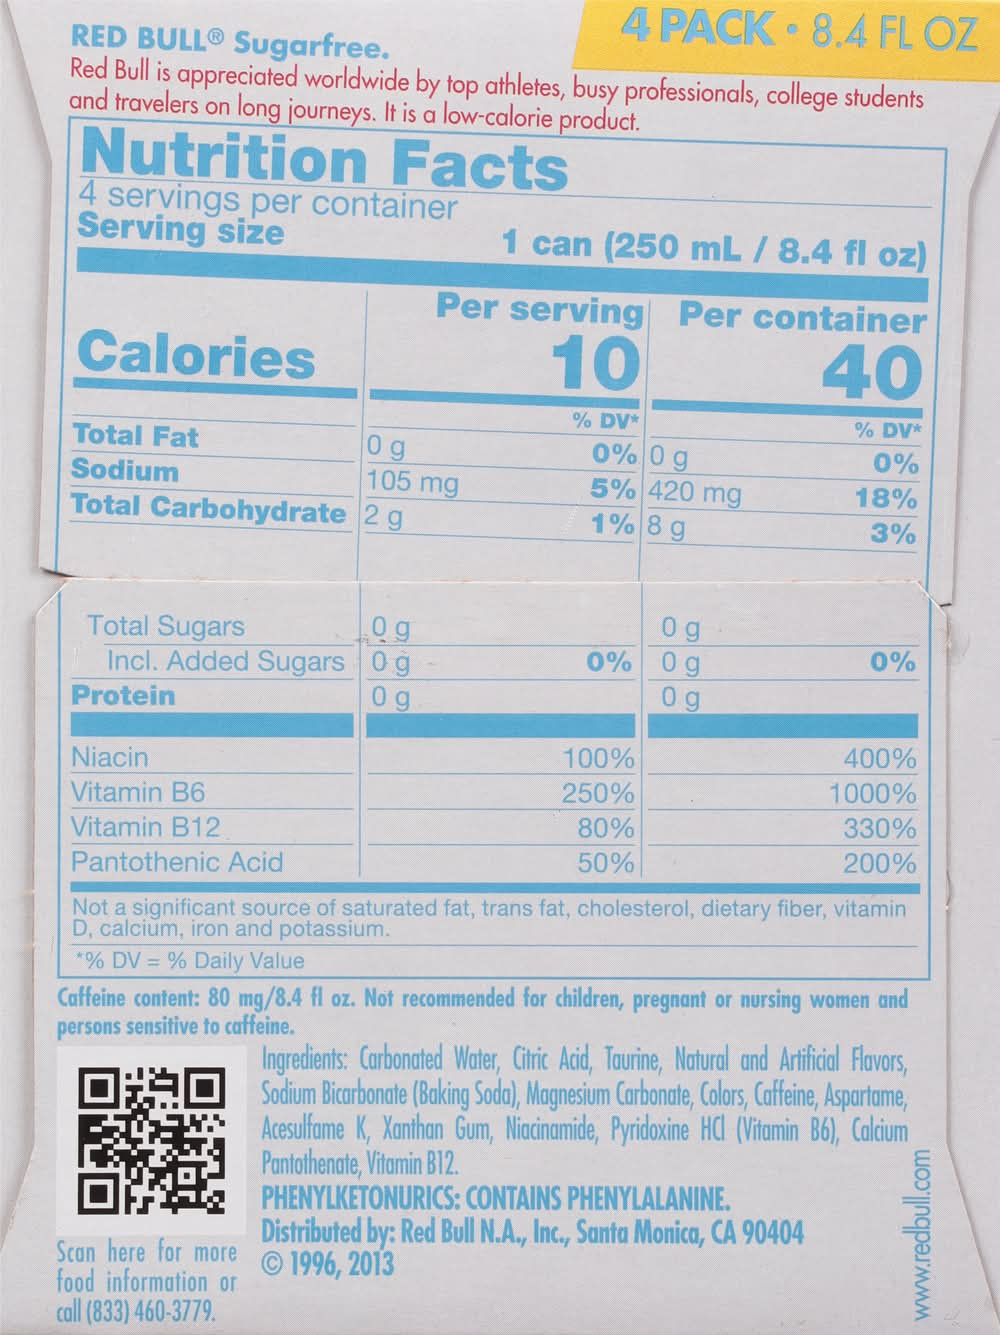 4 PACK • 8.4 FL OZ
RED BULL® Sugarfree.
Red Bull is appreciated worldwide by top athletes, busy professionals, college students
and travelers on long journeys. It is a low-calorie product.
Nutrition Facts
4 servings per container
Serving size 1 can (250 mL / 8.4 fl oz)
Per serving Per container
Calories 10 40
% DV* % DV*
Total Fat 0 g 0% 0 g 0%
Sodium 105 mg 5% 420 mg 18%
Total Carbohydrate 2 g 1% 8 g 3%
Total Sugars 0 g 0 g
Incl. Added Sugars 0 g 0% 0 g 0%
Protein 0 g 0 g
Niacin 100% 400%
Vitamin B6 250% 1000%
Vitamin B12 80% 330%
Pantothenic Acid 50% 200%
Not a significant source of saturated fat, trans fat, cholesterol, dietary fiber, vitamin
D, calcium, iron and potassium.
*% DV = % Daily Value
Caffeine content: 80 mg/8.4 fl oz. Not recommended for children, pregnant or nursing women and
persons sensitive to caffeine.
Ingredients: Carbonated Water, Citric Acid, Taurine, Natural and Artificial Flavors,
Sodium Bicarbonate (Baking Soda), Magnesium Carbonate, Colors, Caffeine, Aspartame,
Acesulfame K, Xanthan Gum, Niacinamide, Pyridoxine HCl (Vitamin B6), Calcium
Pantothenate, Vitamin B12.
PHENYLKETONURICS: CONTAINS PHENYLALANINE.
Distributed by: Red Bull N.A., Inc., Santa Monica, CA 90404
© 1996, 2013
Scan here for more
food information or
call (833) 460-3779.
www.redbull.com